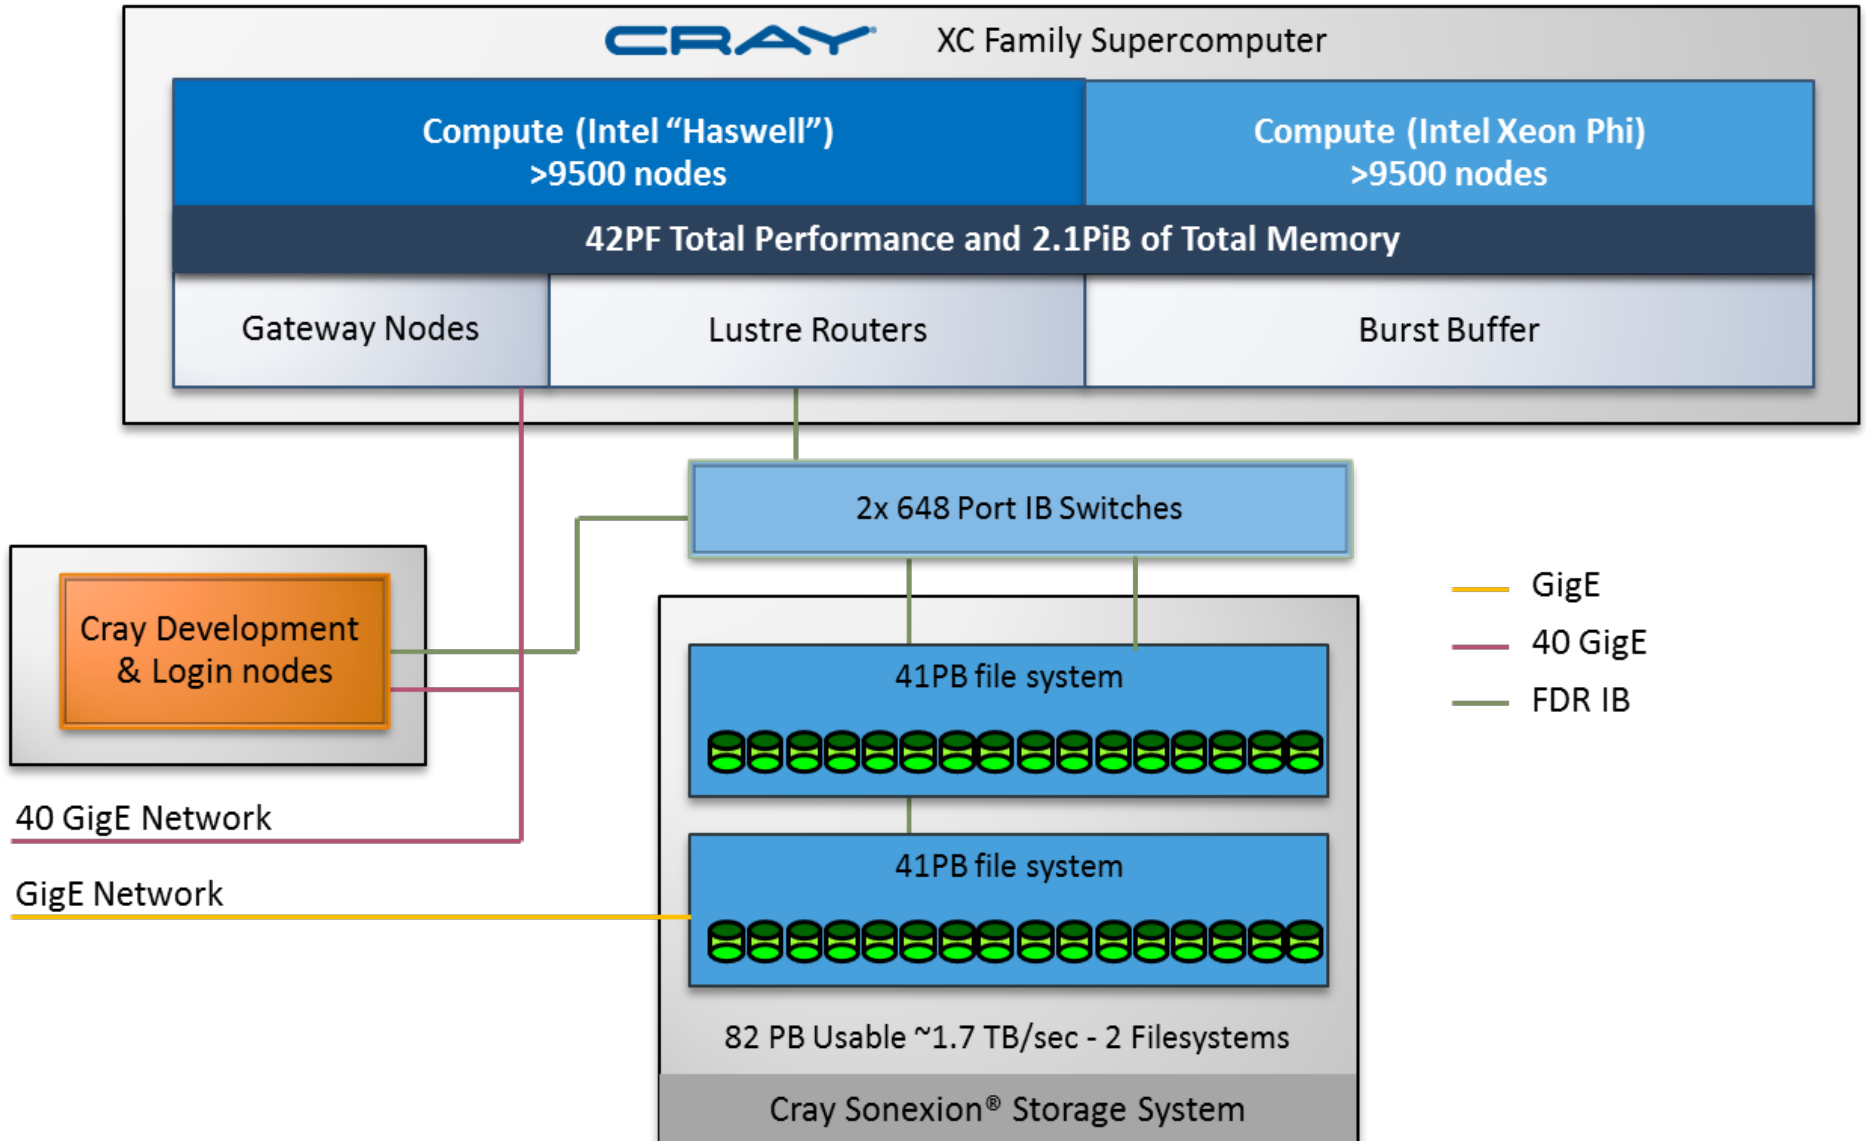 CRAY® XC Family Supercomputer
Compute (Intel “Haswell”)
>9500 nodes
Compute (Intel Xeon Phi)
>9500 nodes
42PF Total Performance and 2.1PiB of Total Memory
Gateway Nodes
Lustre Routers
Burst Buffer
2x 648 Port IB Switches
Cray Development
& Login nodes
GigE
40 GigE
FDR IB
41PB file system
40 GigE Network
41PB file system
GigE Network
82 PB Usable ~1.7 TB/sec - 2 Filesystems
Cray Sonexion® Storage System